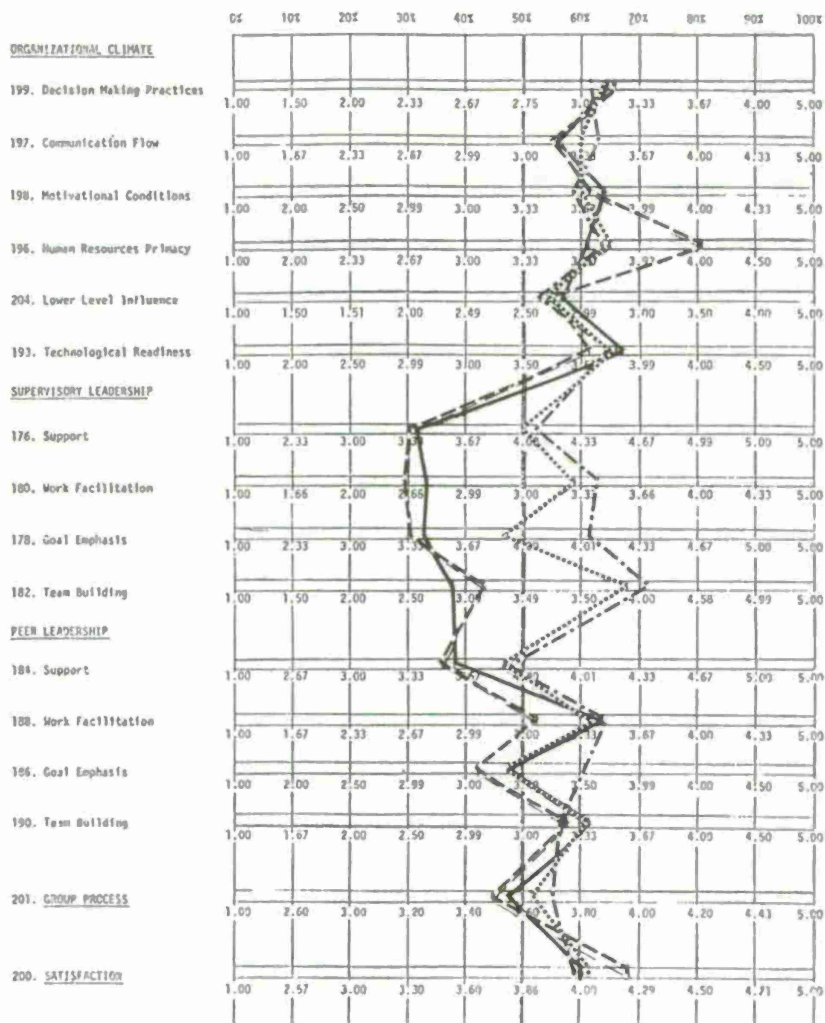 0% 10% 20% 30% 40% 50% 60% 70% 80% 90% 100%
ORGANIZATIONAL CLIMATE
199. Decision Making Practices
1.00 1.50 2.00 2.33 2.67 2.75 3.00 3.33 3.67 4.00 5.00
197. Communication Flow
1.00 1.67 2.33 2.67 2.99 3.00 3.67 4.00 4.33 5.00
198. Motivational Conditions
1.00 2.00 2.50 2.99 3.00 3.33 3.99 4.00 4.33 5.00
196. Human Resources Primacy
1.00 2.00 2.33 2.67 3.00 4.00 4.50 5.00
204. Lower Level Influence
1.00 1.50 1.51 2.49 2.50 3.00 3.50 4.00 5.00
193. Technological Readiness
1.00 2.00 2.50 2.99 3.00 3.50 3.99 4.00 4.50 5.00
SUPERVISORY LEADERSHIP
176. Support
1.00 2.33 3.00 3.67 4.33 4.67 4.99 5.00 5.00
180. Work Facilitation
1.00 1.66 2.00 2.66 2.99 3.00 3.66 4.00 4.33 5.00
178. Goal Emphasis
1.00 2.33 3.00 3.67 4.01 4.33 4.67 5.00 5.00
182. Team Building
1.00 1.50 2.00 2.50 3.49 3.50 4.00 4.58 4.99 5.00
PEER LEADERSHIP
184. Support
1.00 2.67 3.00 3.33 4.01 4.33 4.67 5.00 5.00
188. Work Facilitation
1.00 2.00 2.33 2.67 2.99 3.00 3.33 3.67 4.00 4.33 5.00
186. Goal Emphasis
1.00 2.00 2.50 2.99 3.00 3.50 3.99 4.00 4.50 5.00
190. Team Building
1.00 1.67 2.00 2.50 2.99 3.00 3.33 3.67 4.00 4.50 5.00
201. GROUP PROCESS
1.00 2.60 3.00 3.20 3.40 3.80 4.00 4.20 4.43 5.00
200. SATISFACTION
1.00 2.57 3.00 3.30 3.60 3.86 4.00 4.29 4.50 4.71 5.00